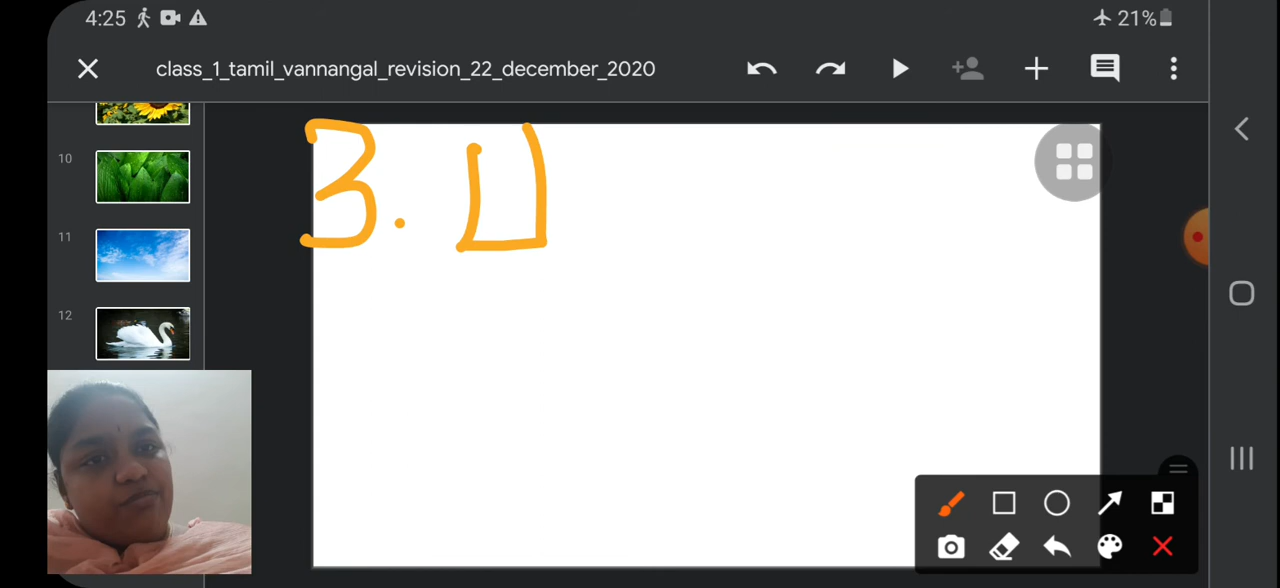 4:25
21%
class_1_tamil_vannangal_revision_22_december_2020
3. ப
10
11
12